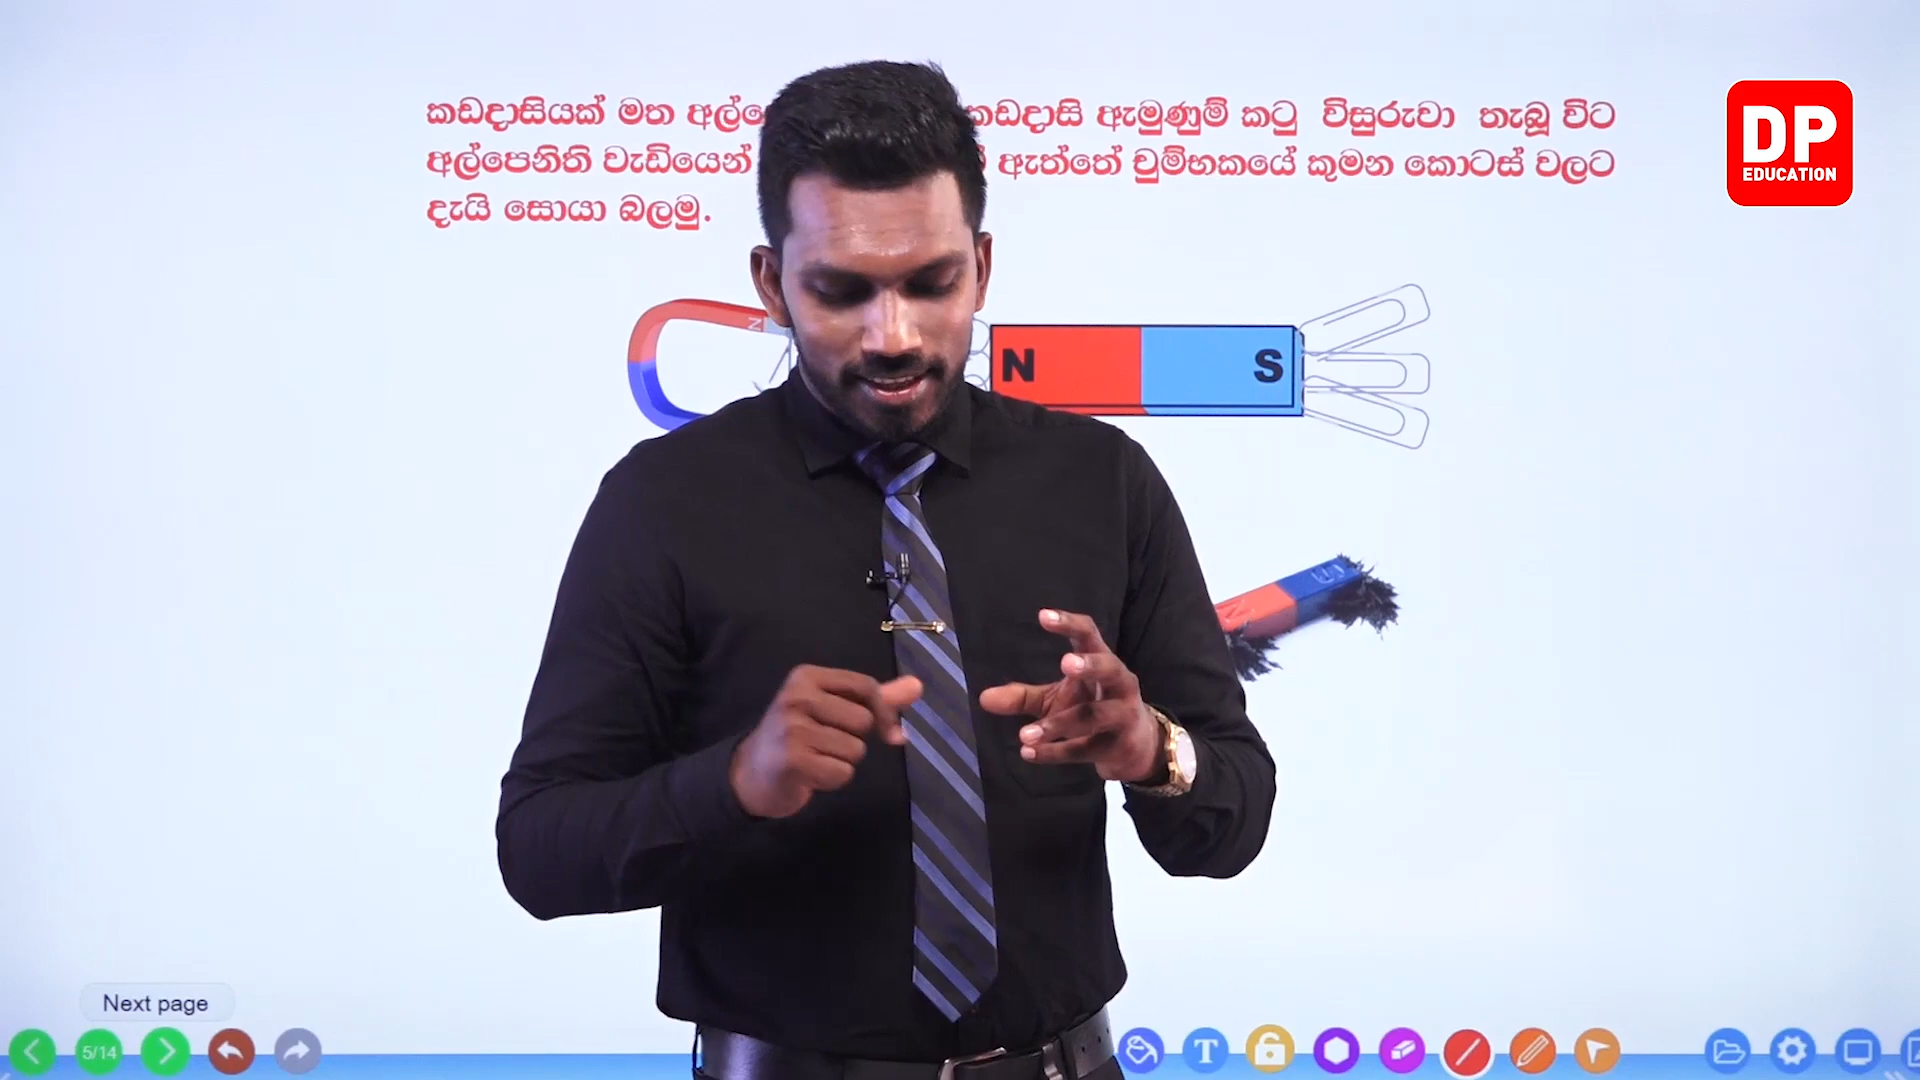 කඩදාසියක් මත කඩදාසි ඇමුණුම් කටු විසුරුවා තැබූ විට
අල්පෙනිති වැඩියෙන් ඇත්තේ චුම්භකයේ කුමන කොටස් වලට
දැයි සොයා බලමු.
DP
EDUCATION
N
N
S
N
S
Next page
5/14
T